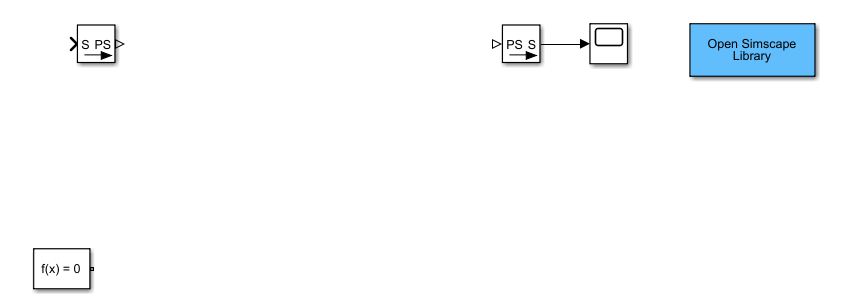 S PS
PS S
Open Simscape
Library
f(x) = 0